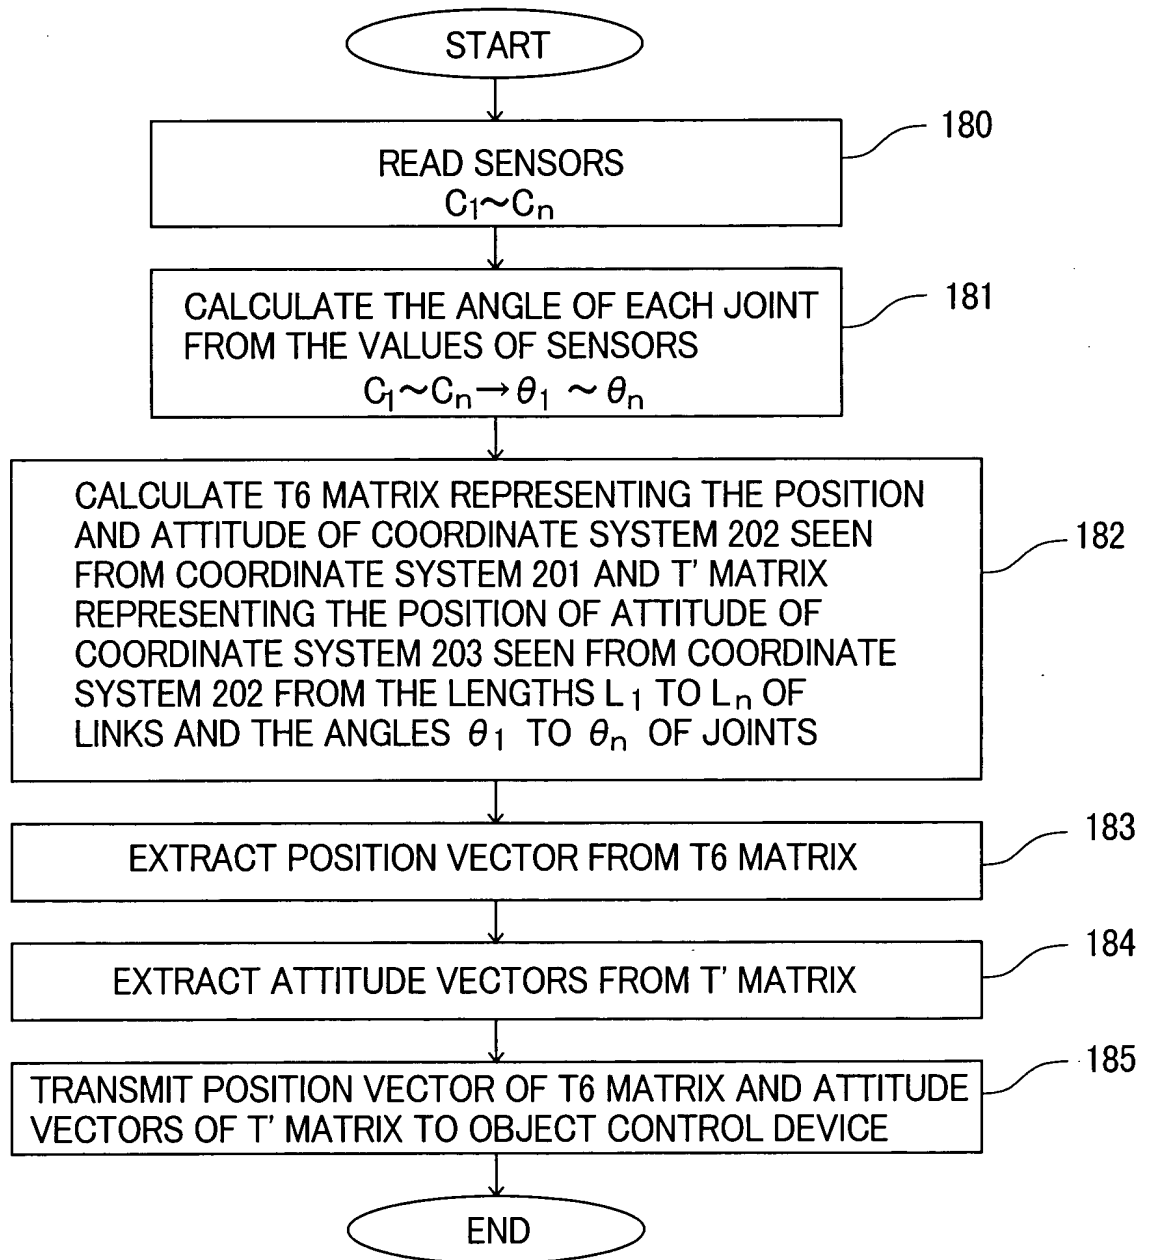 START
180
READ SENSORS
C1~Cn
181
CALCULATE THE ANGLE OF EACH JOINT
FROM THE VALUES OF SENSORS
C1~Cn→θ1 ~ θn
CALCULATE T6 MATRIX REPRESENTING THE POSITION
AND ATTITUDE OF COORDINATE SYSTEM 202 SEEN
FROM COORDINATE SYSTEM 201 AND T' MATRIX
REPRESENTING THE POSITION OF ATTITUDE OF
COORDINATE SYSTEM 203 SEEN FROM COORDINATE
SYSTEM 202 FROM THE LENGTHS L1 TO Ln OF
LINKS AND THE ANGLES θ1 TO θn OF JOINTS
182
EXTRACT POSITION VECTOR FROM T6 MATRIX
183
EXTRACT ATTITUDE VECTORS FROM T' MATRIX
184
TRANSMIT POSITION VECTOR OF T6 MATRIX AND ATTITUDE
VECTORS OF T' MATRIX TO OBJECT CONTROL DEVICE
185
END